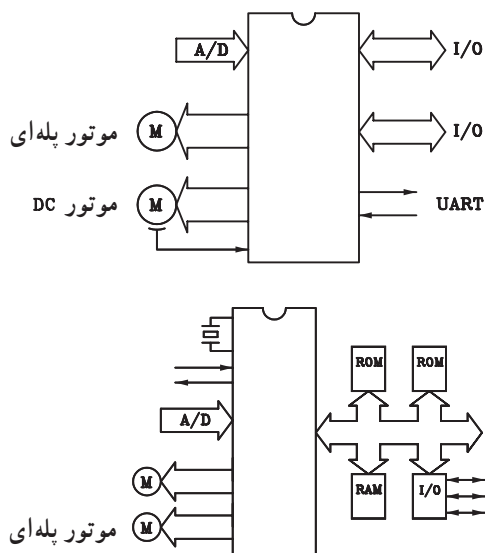 A/D I/O
موتور پله‌ای M I/O
موتور DC M UART
ROM ROM
A/D
M RAM I/O
موتور پله‌ای M